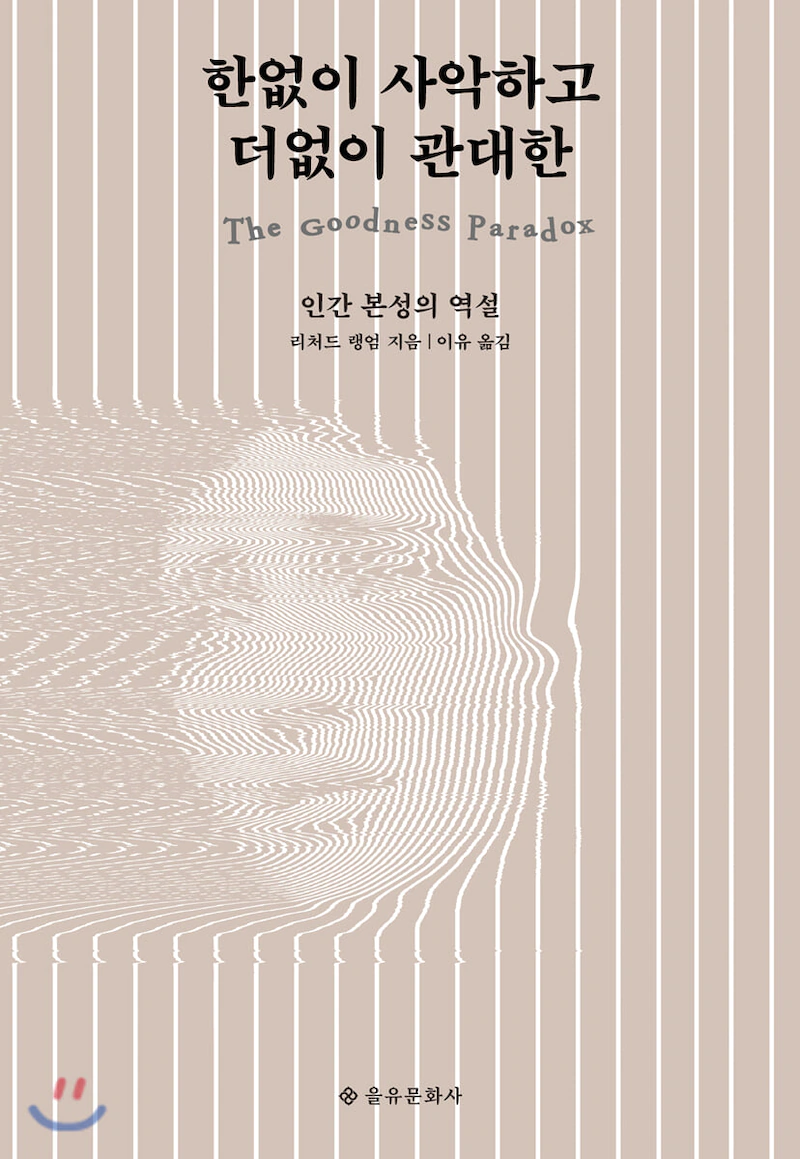 한없이 사악하고
더없이 관대한
The Goodness Paradox
인간 본성의 역설
리처드 랭엄 지음 | 이유 옮김
을유문화사